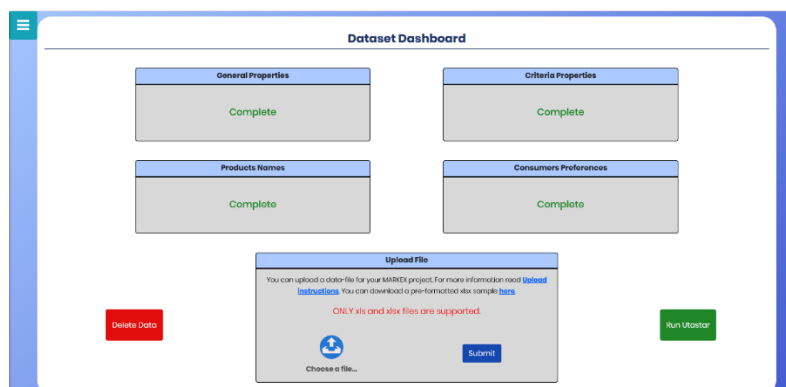 Dataset Dashboard
General Properties
Complete
Criteria Properties
Complete
Products Names
Complete
Consumers Preferences
Complete
Upload File
You can upload a data-file for your MARKEX project. For more information read Upload
instructions. You can download a pre-formatted xlsx sample here.
ONLY xls and xlsx files are supported.
Delete Data
Choose a file...
Submit
Run Utastar